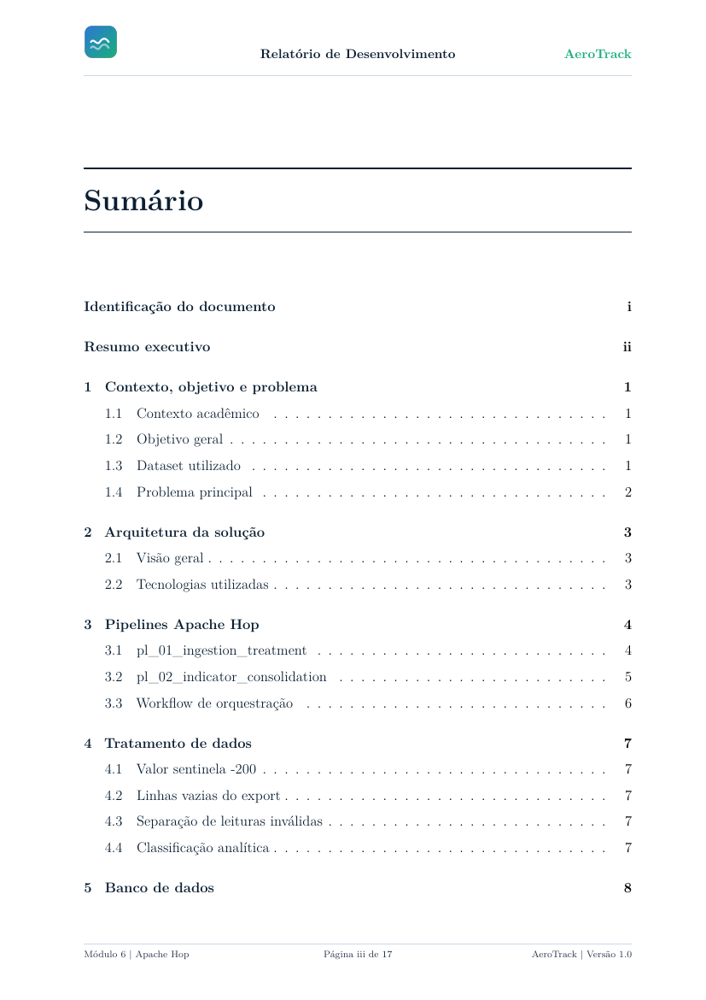 Relatório de Desenvolvimento AeroTrack
Sumário
Identificação do documento i
Resumo executivo ii
1 Contexto, objetivo e problema 1
1.1 Contexto acadêmico . . . . . . . . . . . . . . . . . . . . . . . . . . . . . . . 1
1.2 Objetivo geral . . . . . . . . . . . . . . . . . . . . . . . . . . . . . . . . . . . 1
1.3 Dataset utilizado . . . . . . . . . . . . . . . . . . . . . . . . . . . . . . . . . 1
1.4 Problema principal . . . . . . . . . . . . . . . . . . . . . . . . . . . . . . . . 2
2 Arquitetura da solução 3
2.1 Visão geral . . . . . . . . . . . . . . . . . . . . . . . . . . . . . . . . . . . . . 3
2.2 Tecnologias utilizadas . . . . . . . . . . . . . . . . . . . . . . . . . . . . . . . 3
3 Pipelines Apache Hop 4
3.1 pl_01_ingestion_treatment . . . . . . . . . . . . . . . . . . . . . . . . . . . 4
3.2 pl_02_indicator_consolidation . . . . . . . . . . . . . . . . . . . . . . . . . 5
3.3 Workflow de orquestração . . . . . . . . . . . . . . . . . . . . . . . . . . . . 6
4 Tratamento de dados 7
4.1 Valor sentinela -200 . . . . . . . . . . . . . . . . . . . . . . . . . . . . . . . . 7
4.2 Linhas vazias do export . . . . . . . . . . . . . . . . . . . . . . . . . . . . . . 7
4.3 Separação de leituras inválidas . . . . . . . . . . . . . . . . . . . . . . . . . . 7
4.4 Classificação analítica . . . . . . . . . . . . . . . . . . . . . . . . . . . . . . . 7
5 Banco de dados 8
Módulo 6 | Apache Hop Página iii de 17 AeroTrack | Versão 1.0